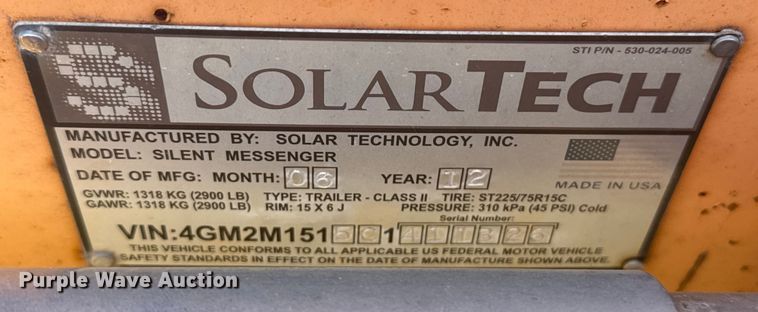 STI P/N - 530-024-005
SOLARTECH
MANUFACTURED BY: SOLAR TECHNOLOGY, INC.
MODEL: SILENT MESSENGER
DATE OF MFG: MONTH: 06 YEAR: 12
MADE IN USA
GVWR: 1318 KG (2900 LB) TYPE: TRAILER - CLASS II TIRE: ST225/75R15C
GAWR: 1318 KG (2900 LB) RIM: 15 X 6 J PRESSURE: 310 kPa (45 PSI) Cold
Serial Number:
VIN:4GM2M151
THIS VEHICLE CONFORMS TO ALL APPLICABLE US FEDERAL MOTOR VEHICLE
SAFETY STANDARDS IN EFFECT ON THE DATE OF MANUFACTURE SHOWN ABOVE.
Purple Wave Auction